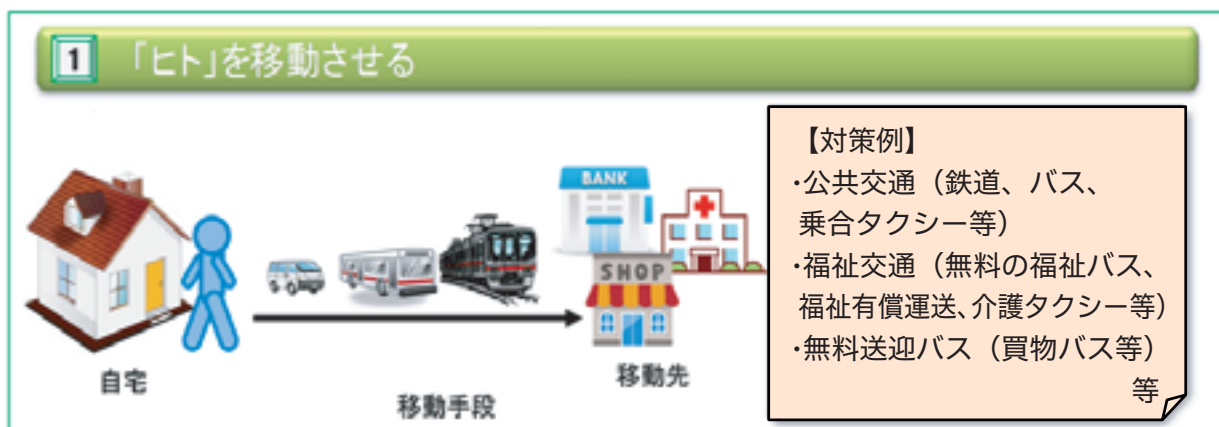 1 「ヒト」を移動させる
BANK
SHOP
自宅
移動手段
移動先
【対策例】
・公共交通（鉄道、バス、
乗合タクシー等）
・福祉交通（無料の福祉バス、
福祉有償運送、介護タクシー等）
・無料送迎バス（買物バス等）
等